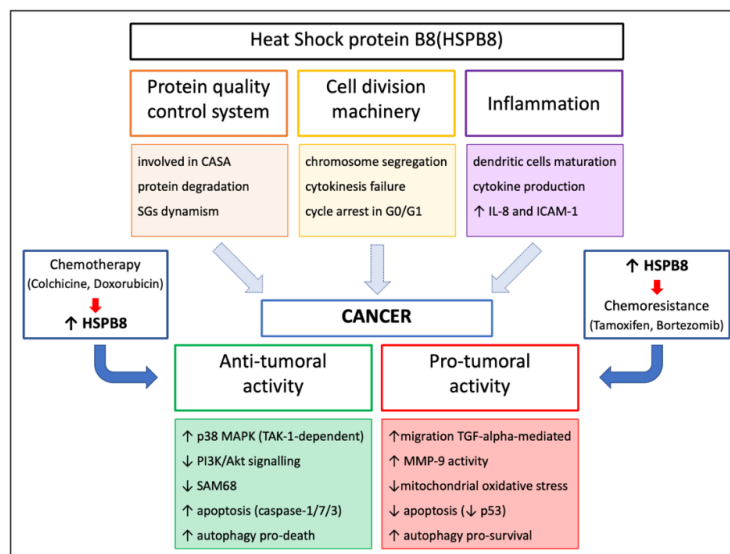 Heat Shock protein B8(HSPB8)
Protein quality
control system
Cell division
machinery
Inflammation
involved in CASA
protein degradation
SGs dynamism
chromosome segregation
cytokinesis failure
cycle arrest in G0/G1
dendritic cells maturation
cytokine production
↑ IL-8 and ICAM-1
Chemotherapy
(Colchicine, Doxorubicin)
↑ HSPB8
CANCER
↑ HSPB8
Chemoresistance
(Tamoxifen, Bortezomib)
Anti-tumoral
activity
Pro-tumoral
activity
↑ p38 MAPK (TAK-1-dependent)
↓ PI3K/Akt signalling
↓ SAM68
↑ apoptosis (caspase-1/7/3)
↑ autophagy pro-death
↑migration TGF-alpha-mediated
↑ MMP-9 activity
↓mitochondrial oxidative stress
↓ apoptosis (↓ p53)
↑ autophagy pro-survival